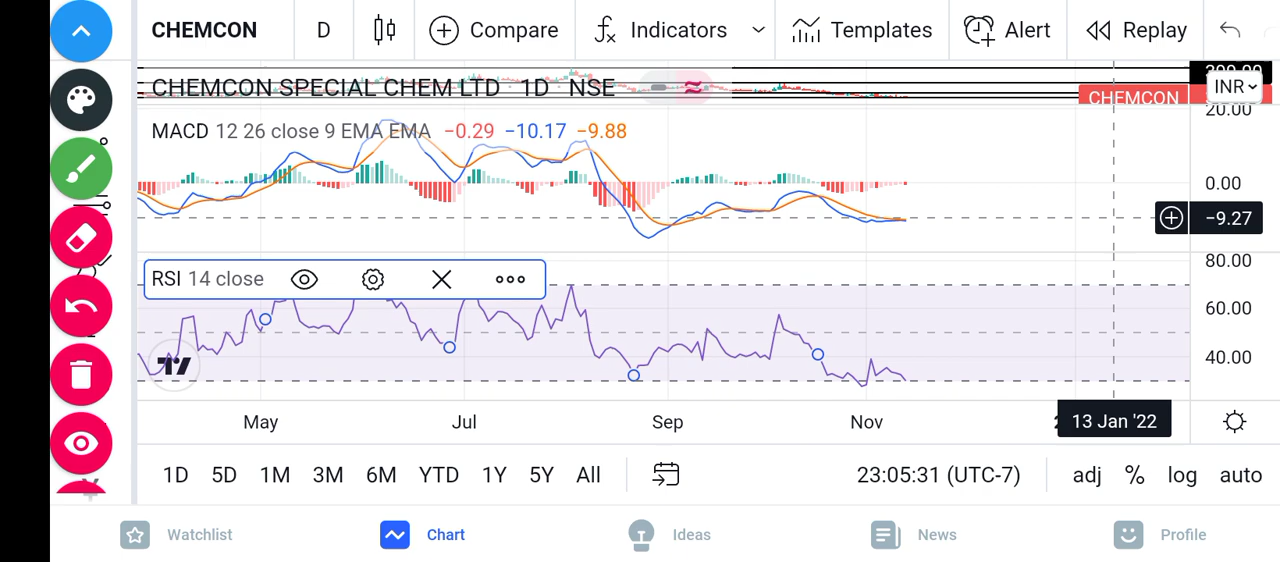 CHEMCON D Compare Indicators Templates Alert Replay
CHEMCON SPECIAL CHEM LTD 1D NSE
300.00
INR
CHEMCON
20.00
MACD 12 26 close 9 EMA EMA −0.29 −10.17 −9.88
0.00
−9.27
80.00
RSI 14 close
60.00
40.00
May Jul Sep Nov 13 Jan '22
1D 5D 1M 3M 6M YTD 1Y 5Y All 23:05:31 (UTC-7) adj % log auto
Watchlist Chart Ideas News Profile